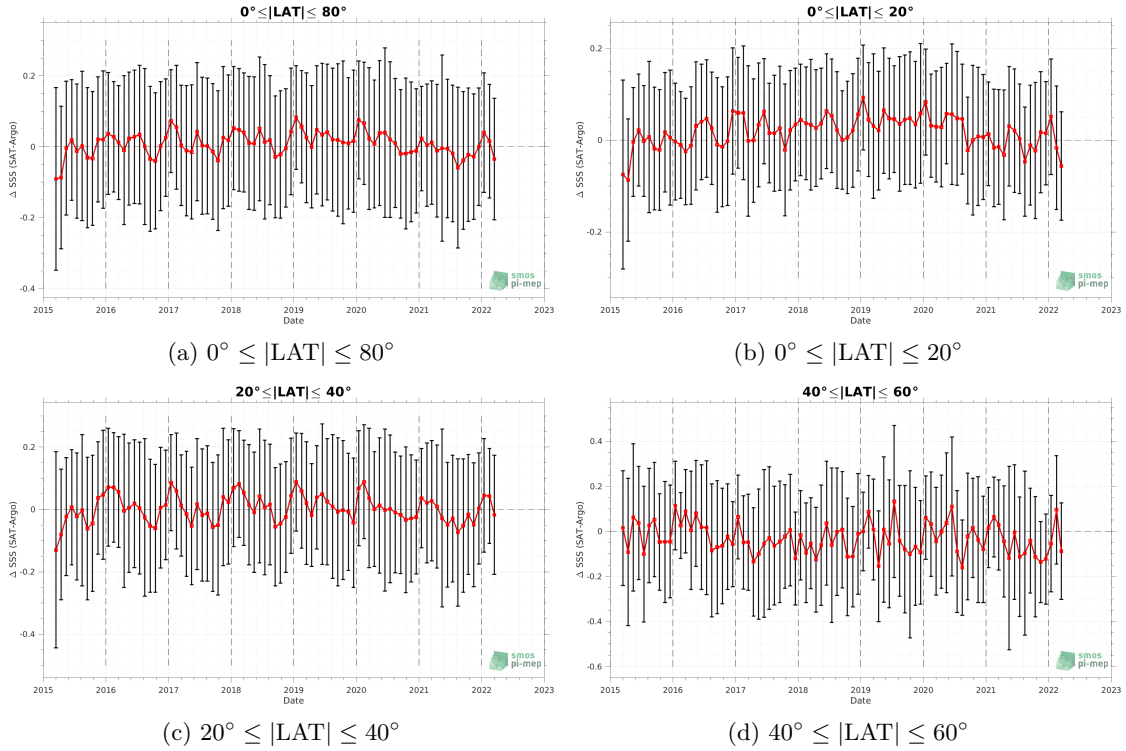 0°≤|LAT|≤ 80°
0.2
0
-0.2
-0.4
Δ SSS (SAT-Argo)
2015 2016 2017 2018 2019 2020 2021 2022 2023
Date
smos
pi-mep
(a) 0° ≤ |LAT| ≤ 80°
0°≤|LAT|≤ 20°
0.2
0
-0.2
Δ SSS (SAT-Argo)
2015 2016 2017 2018 2019 2020 2021 2022 2023
Date
smos
pi-mep
(b) 0° ≤ |LAT| ≤ 20°
20°≤|LAT|≤ 40°
0.2
0
-0.2
-0.4
Δ SSS (SAT-Argo)
2015 2016 2017 2018 2019 2020 2021 2022 2023
Date
smos
pi-mep
(c) 20° ≤ |LAT| ≤ 40°
40°≤|LAT|≤ 60°
0.4
0.2
0
-0.2
-0.4
-0.6
Δ SSS (SAT-Argo)
2015 2016 2017 2018 2019 2020 2021 2022 2023
Date
smos
pi-mep
(d) 40° ≤ |LAT| ≤ 60°